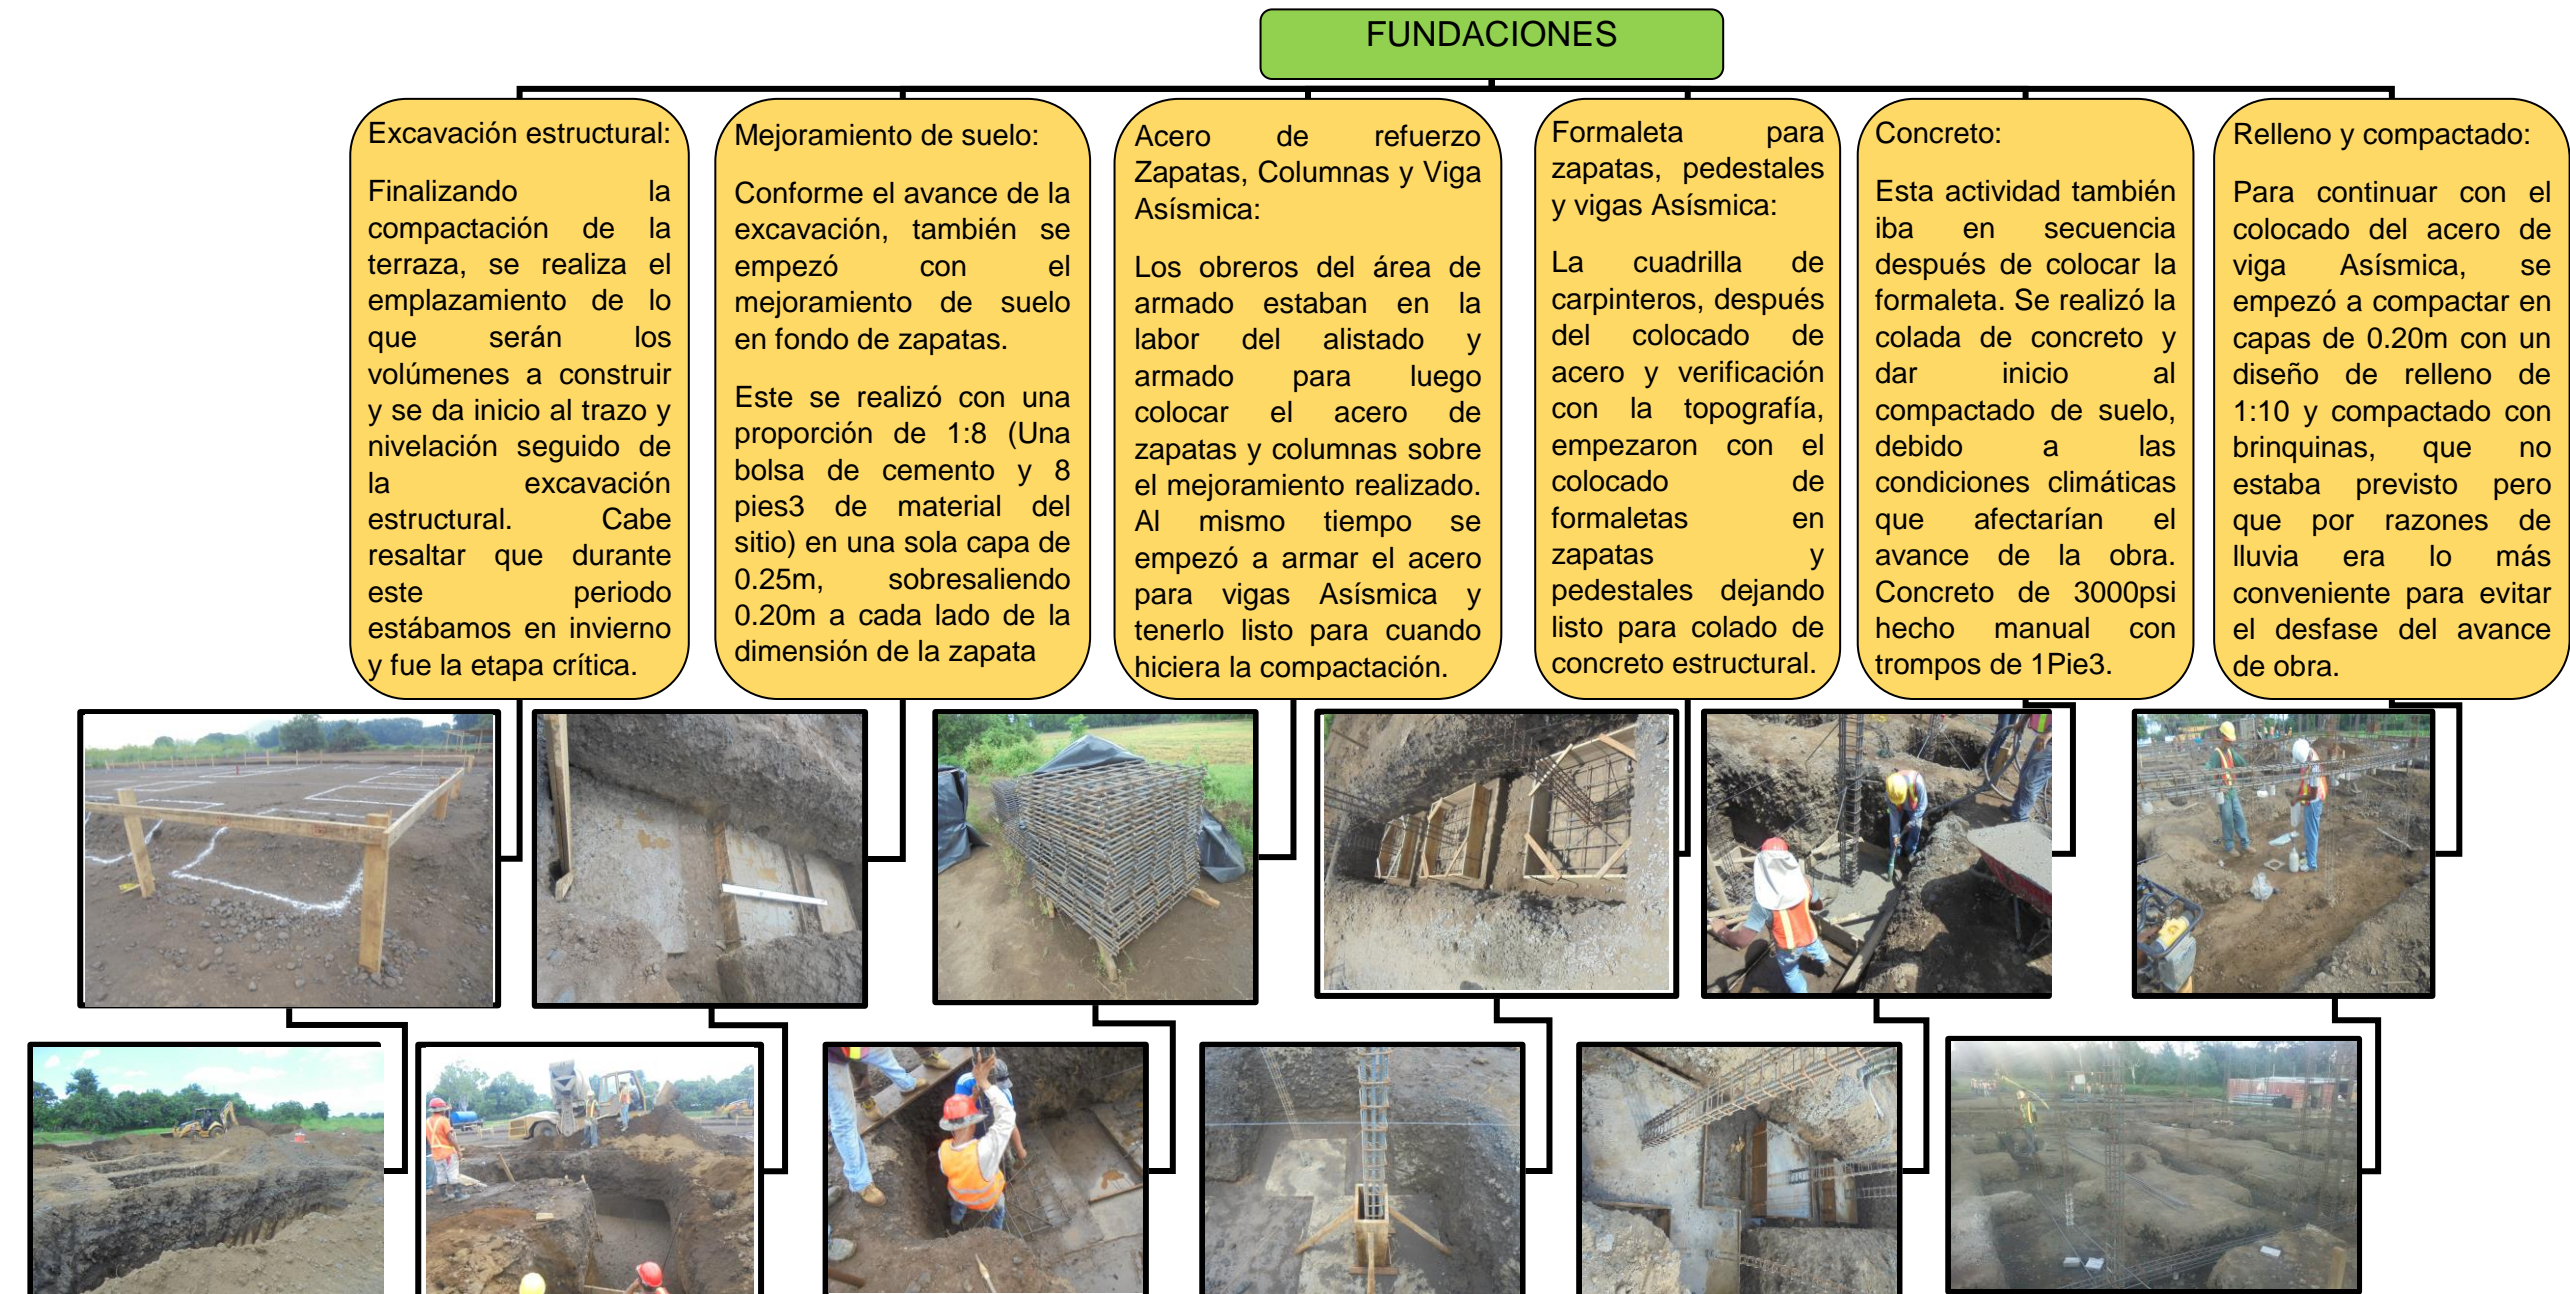 FUNDACIONES
Excavación estructural:
Finalizando la
compactación de la
terraza, se realiza el
emplazamiento de lo
que serán los
volúmenes a construir
y se da inicio al trazo y
nivelación seguido de
la excavación
estructural. Cabe
resaltar que durante
este periodo
estábamos en invierno
y fue la etapa crítica.
Mejoramiento de suelo:
Conforme el avance de la
excavación, también se
empezó con el
mejoramiento de suelo
en fondo de zapatas.
Este se realizó con una
proporción de 1:8 (Una
bolsa de cemento y 8
pies3 de material del
sitio) en una sola capa de
0.25m, sobresaliendo
0.20m a cada lado de la
dimensión de la zapata
Acero de refuerzo
Zapatas, Columnas y Viga
Asísmica:
Los obreros del área de
armado estaban en la
labor del alistado y
armado para luego
colocar el acero de
zapatas y columnas sobre
el mejoramiento realizado.
Al mismo tiempo se
empezó a armar el acero
para vigas Asísmica y
tenerlo listo para cuando
hiciera la compactación.
Formaleta para
zapatas, pedestales
y vigas Asísmica:
La cuadrilla de
carpinteros, después
del colocado de
acero y verificación
con la topografía,
empezaron con el
colocado de
formaletas en
zapatas y
pedestales dejando
listo para colado de
concreto estructural.
Concreto:
Esta actividad también
iba en secuencia
después de colocar la
formaleta. Se realizó la
colada de concreto y
dar inicio al
compactado de suelo,
debido a las
condiciones climáticas
que afectarían el
avance de la obra.
Concreto de 3000psi
hecho manual con
trompos de 1Pie3.
Relleno y compactado:
Para continuar con el
colocado del acero de
viga Asísmica, se
empezó a compactar en
capas de 0.20m con un
diseño de relleno de
1:10 y compactado con
brinquinas, que no
estaba previsto pero
que por razones de
lluvia era lo más
conveniente para evitar
el desfase del avance
de obra.